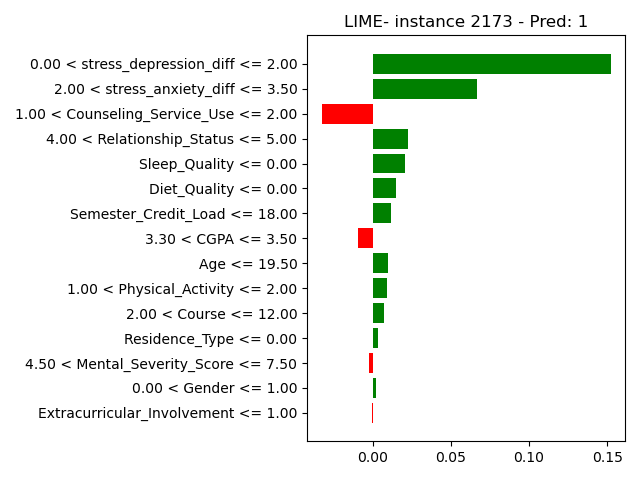 LIME- instance 2173 - Pred: 1
0.00 < stress_depression_diff <= 2.00
2.00 < stress_anxiety_diff <= 3.50
1.00 < Counseling_Service_Use <= 2.00
4.00 < Relationship_Status <= 5.00
Sleep_Quality <= 0.00
Diet_Quality <= 0.00
Semester_Credit_Load <= 18.00
3.30 < CGPA <= 3.50
Age <= 19.50
1.00 < Physical_Activity <= 2.00
2.00 < Course <= 12.00
Residence_Type <= 0.00
4.50 < Mental_Severity_Score <= 7.50
0.00 < Gender <= 1.00
Extracurricular_Involvement <= 1.00
0.00 0.05 0.10 0.15